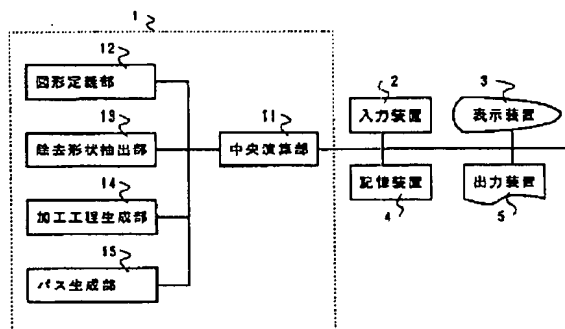 1
12
図形定義部
13
除去形状抽出部
14
加工工程生成部
15
パス生成部
11
中央演算部
2
入力装置
3
表示装置
記憶装置
4
出力装置
5